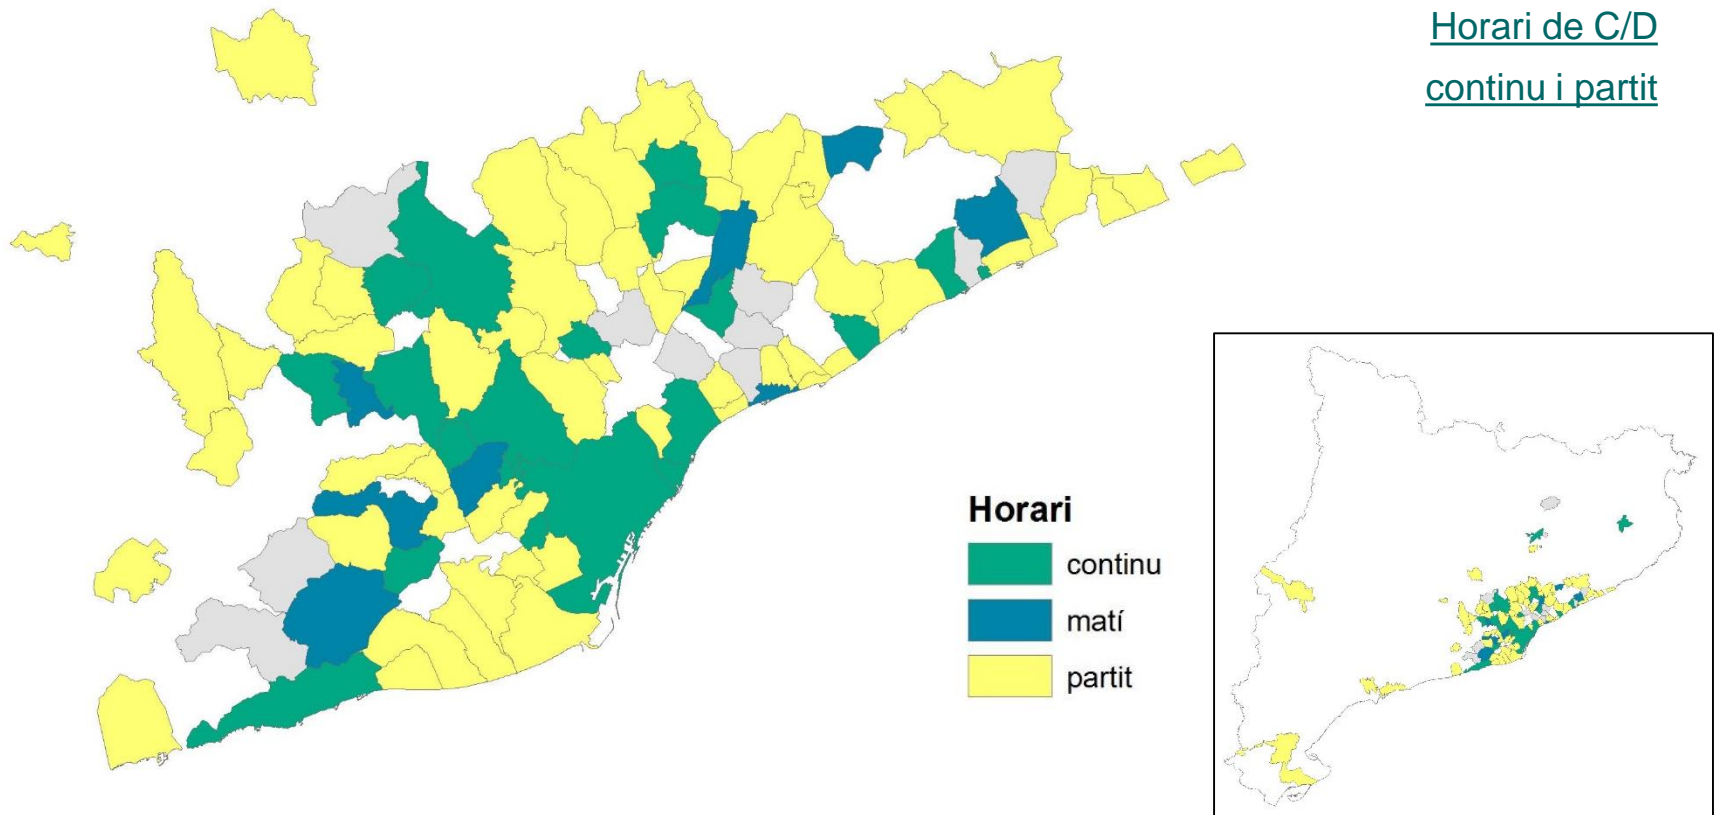 Horari de C/D
continu i partit
Horari
continu
matí
partit